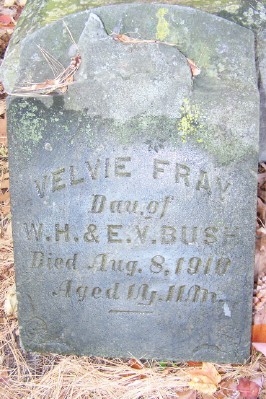 VELVIE FRAY
Dau. of
W.H. & E.V. BUSH
Died Aug. 8, 1910
Aged 1y. 11m.